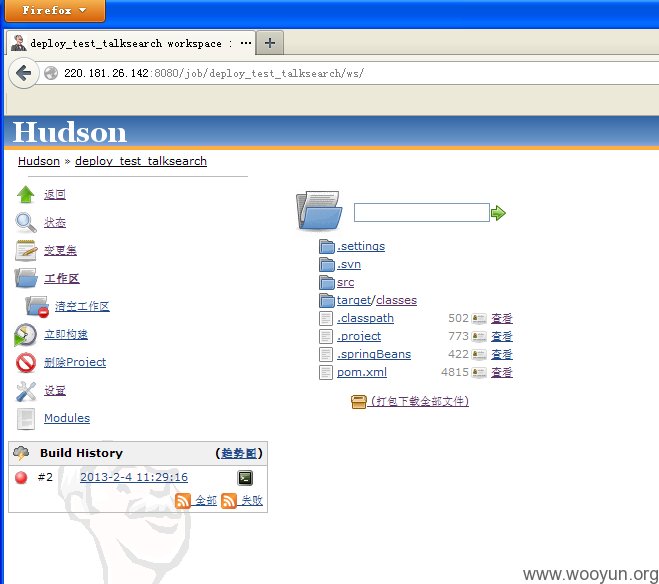 Firefox
deploy_test_talksearch workspace : ...
220.181.26.142:8080/job/deploy_test_talksearch/ws/
Hudson
Hudson » deploy_test_talksearch
返回
状态
变更集
工作区
清空工作区
立即构建
删除Project
设置
Modules
.settings
.svn
src
target/classes
.classpath 502 查看
.project 773 查看
.springBeans 422 查看
pom.xml 4815 查看
(打包下载全部文件)
Build History (趋势图)
#2 2013-2-4 11:29:16
全部 失败
www.wooyun.org